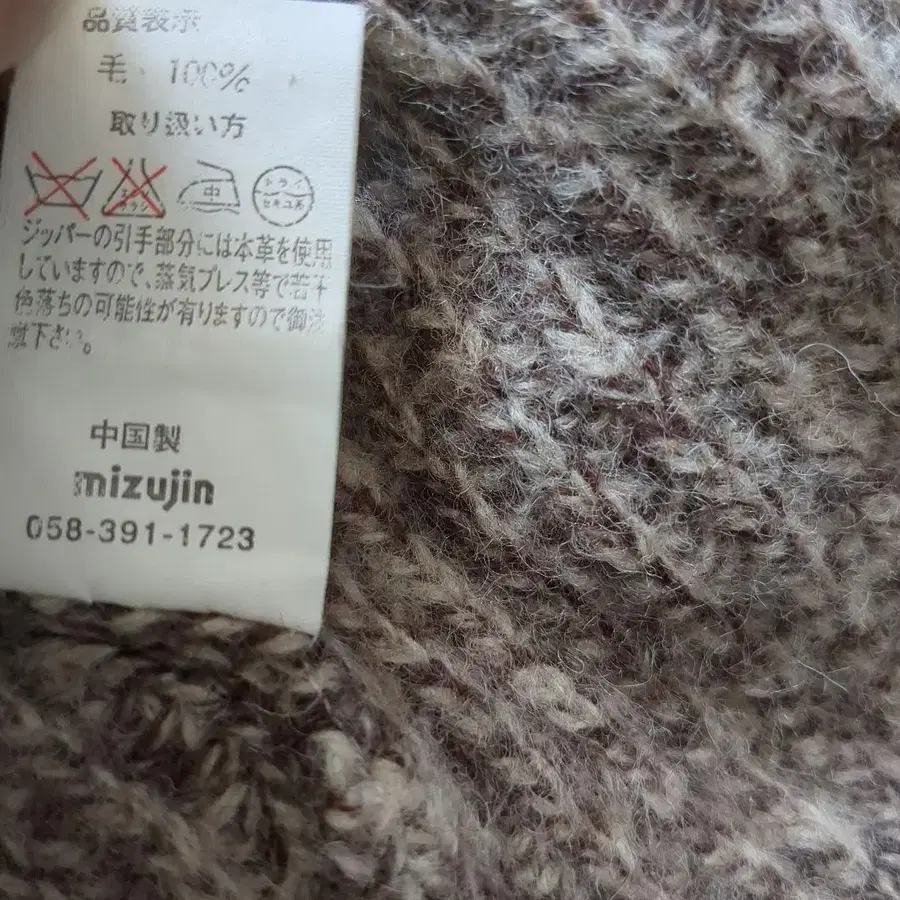 品質表示
毛 100%
取り扱い方
中 ドライ セキユ系
ジッパーの引手部分には本革を使用
していますので、蒸気プレス等で若干
色落ちの可能性が有りますので御注
意下さい。
中国製
mizujin
058-391-1723